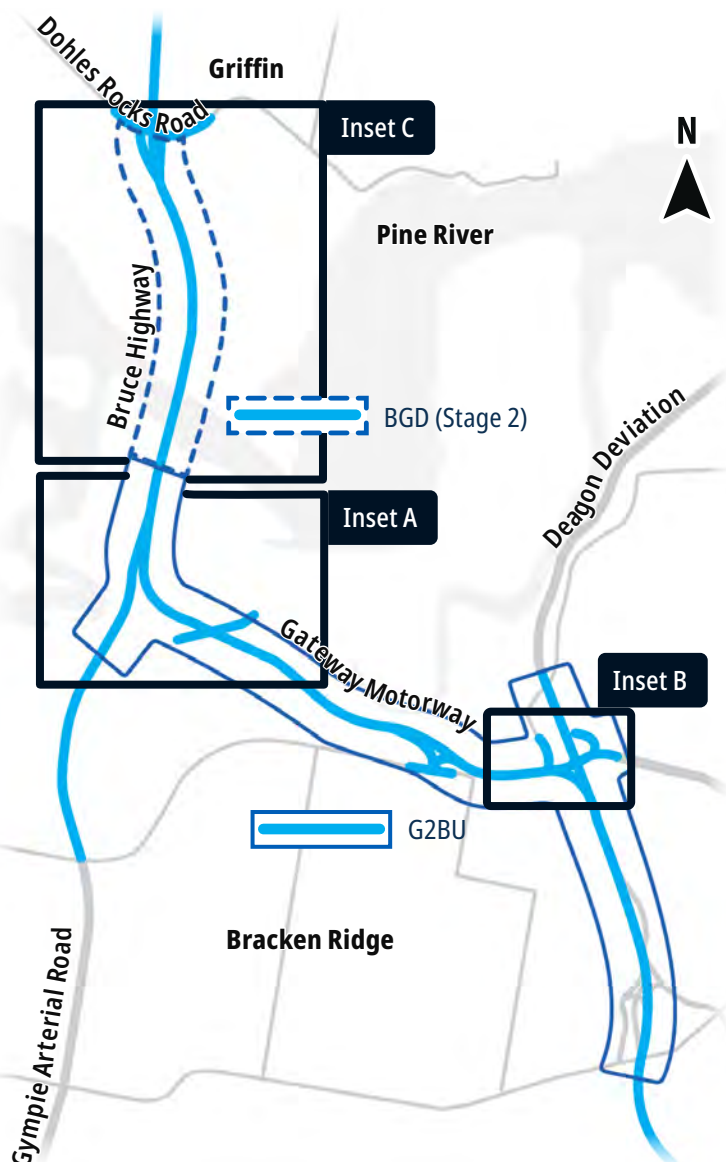 Dohles Rocks Road
Griffin
Inset C
N
Pine River
Bruce Highway
BGD (Stage 2)
Deagon Deviation
Inset A
Gateway Motorway
Inset B
G2BU
Bracken Ridge
Gympie Arterial Road